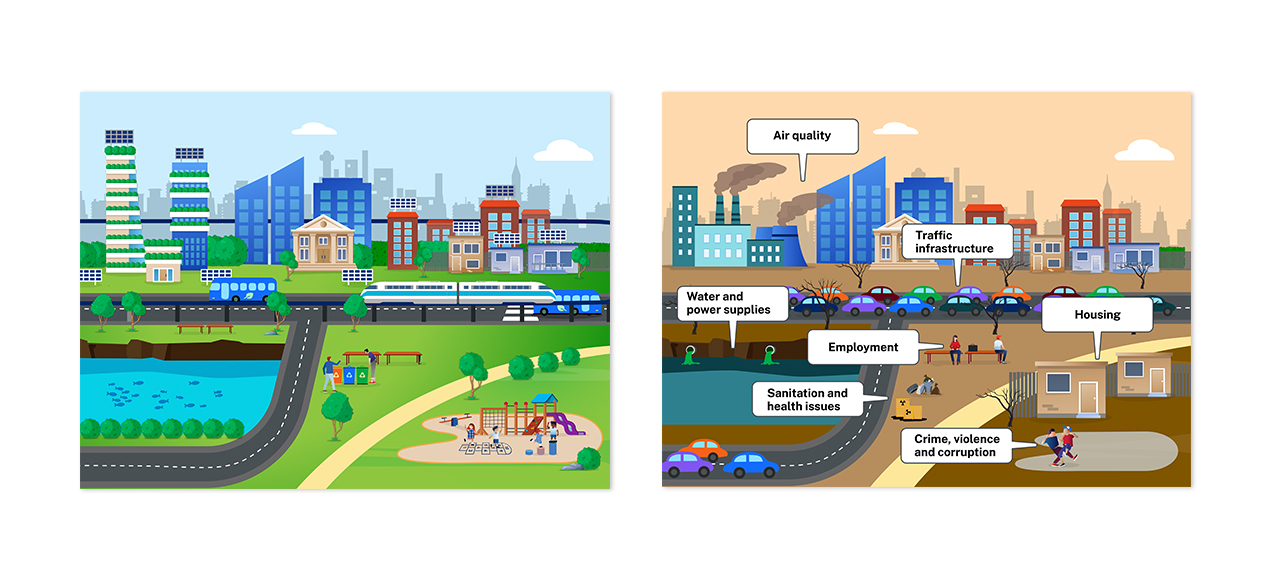 Air quality
Traffic
infrastructure
Water and
power supplies
Housing
Employment
Sanitation and
health issues
Crime, violence
and corruption